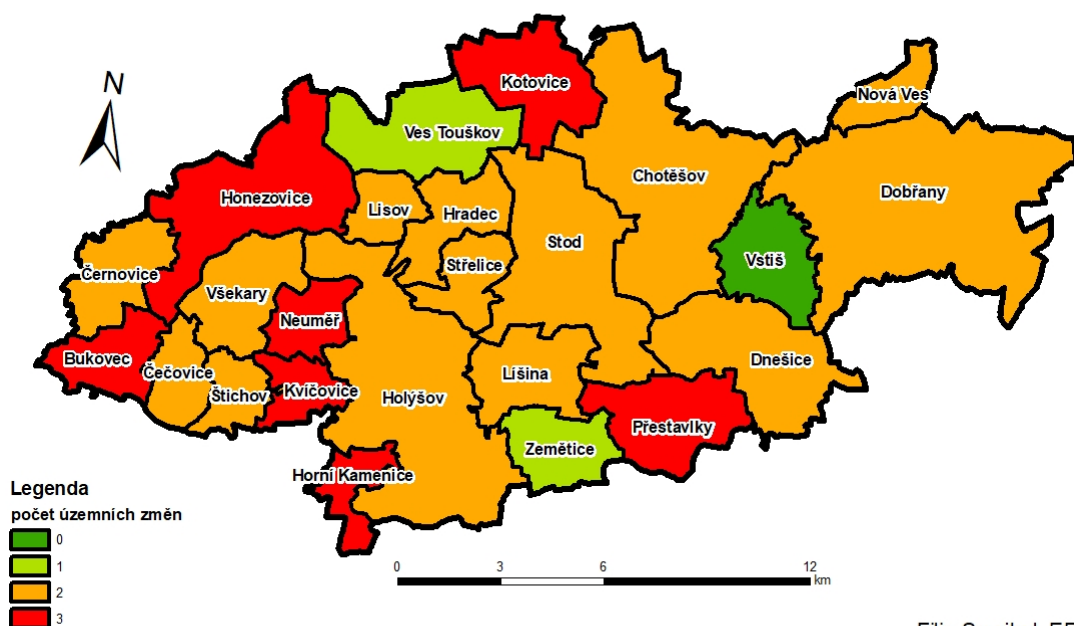 N
Kotovice
Nová Ves
Ves Touškov
Chotěšov
Dobřany
Honezovice
Lisov
Hradec
Stod
Střelice
Vstiš
Černovice
Všekary
Neuměř
Bukovec
Čečovice
Štichov
Kvíčovice
Holýšov
Líšina
Dnešice
Přestavlky
Zemětice
Horní Kamenice
Legenda
počet územních změn
0
1
2
3
0 3 6 12
km